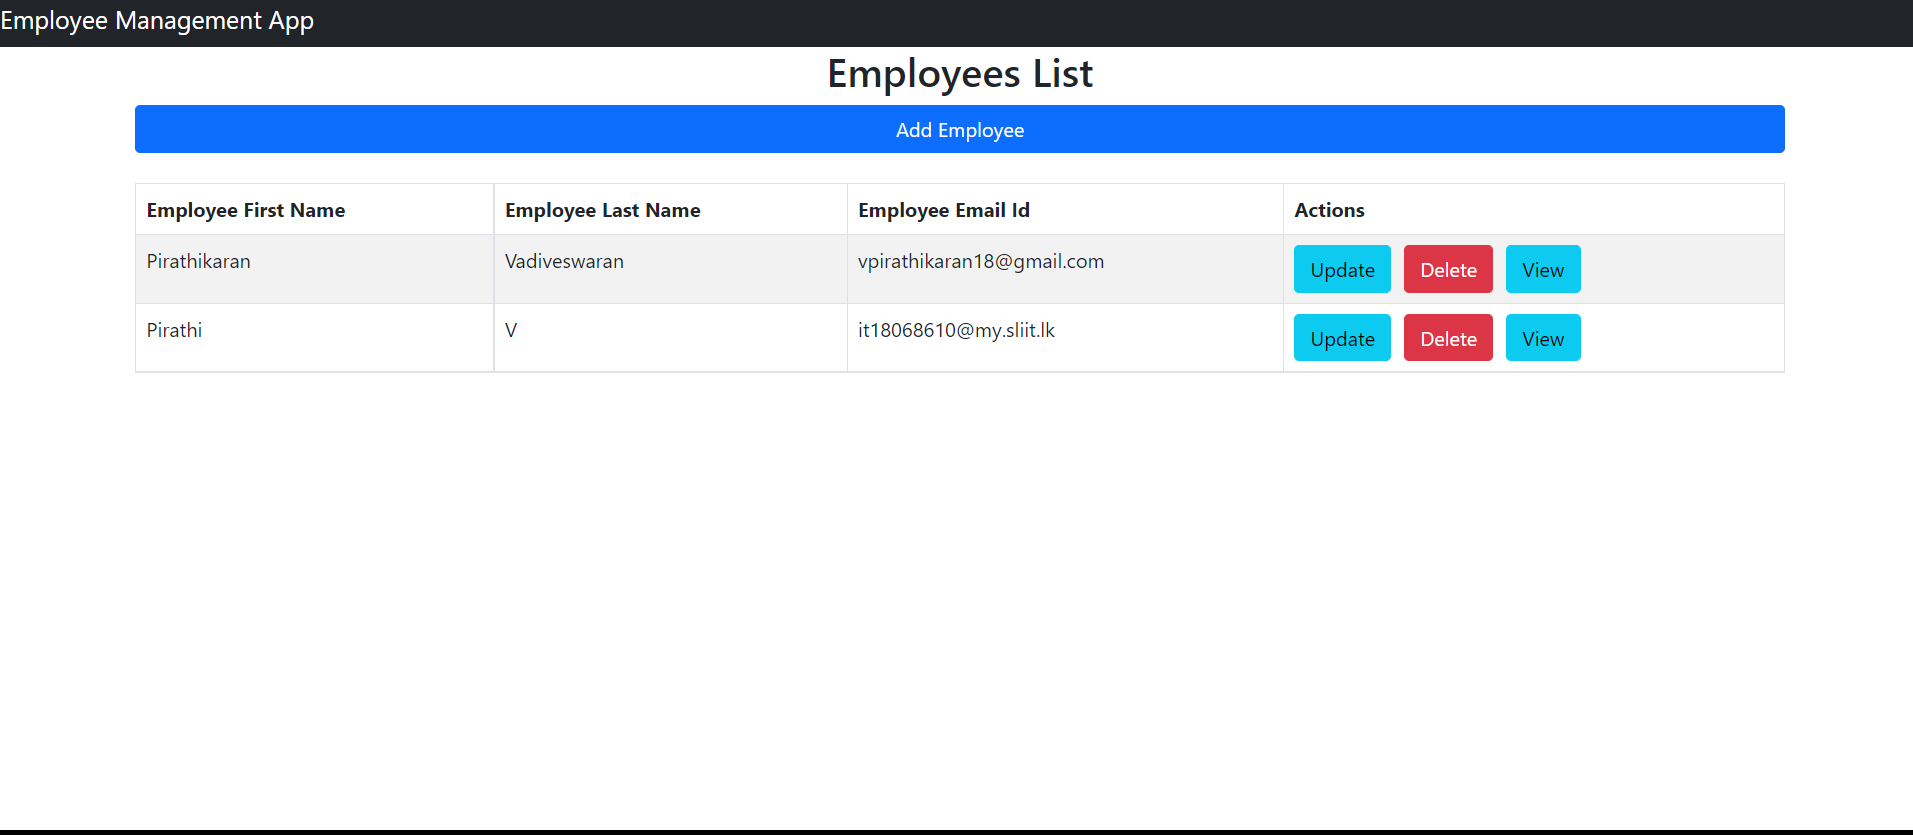 Employee Management App
Employees List
Add Employee
Employee First Name Employee Last Name Employee Email Id Actions
Pirathikaran Vadiveswaran vpirathikaran18@gmail.com Update Delete View
Pirathi V it18068610@my.sliit.lk Update Delete View